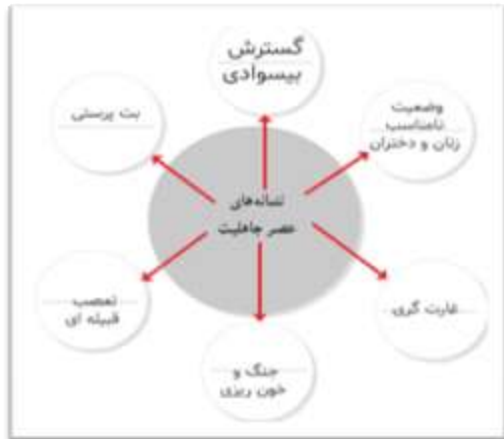 گسترش
بیسوادی
وضعیت
نامناسب
زنان و دختران
بت پرستی
نشانه‌های
عصر جاهلیت
غارت گری
تعصب
قبیله ای
جنگ و
خون ریزی